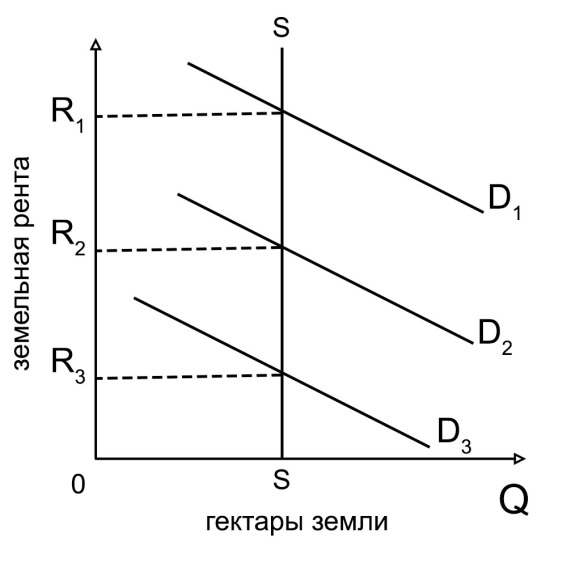 S
R₁
D₁
земельная рента
R₂
D₂
R₃
D₃
0
S
Q
гектары земли